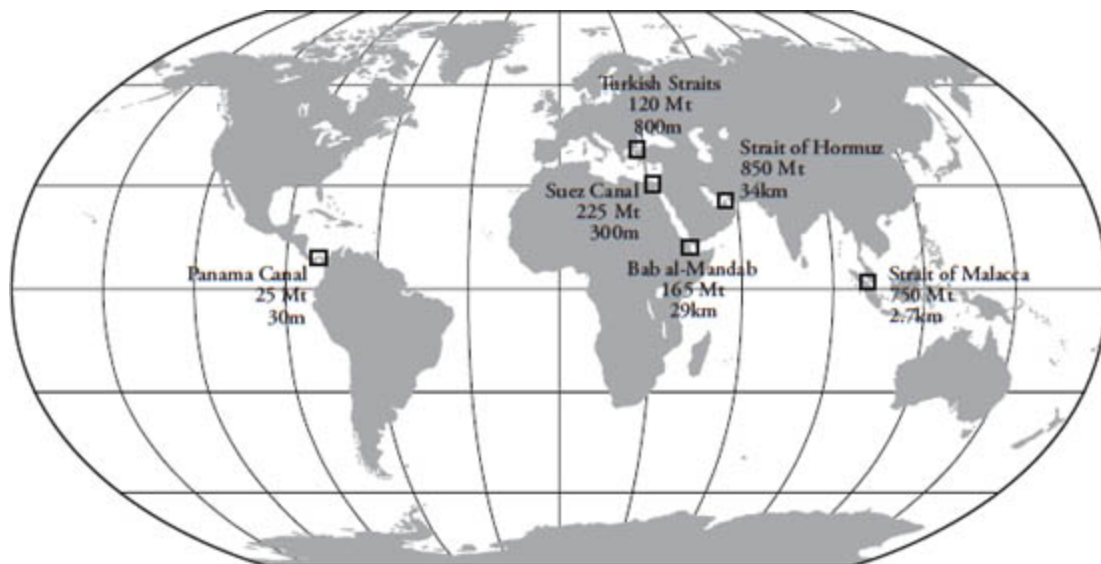 Turkish Straits
120 Mt
800m
Strait of Hormuz
850 Mt
34km
Suez Canal
225 Mt
300m
Bab al-Mandab
165 Mt
29km
Panama Canal
25 Mt
30m
Strait of Malacca
750 Mt
2.7km